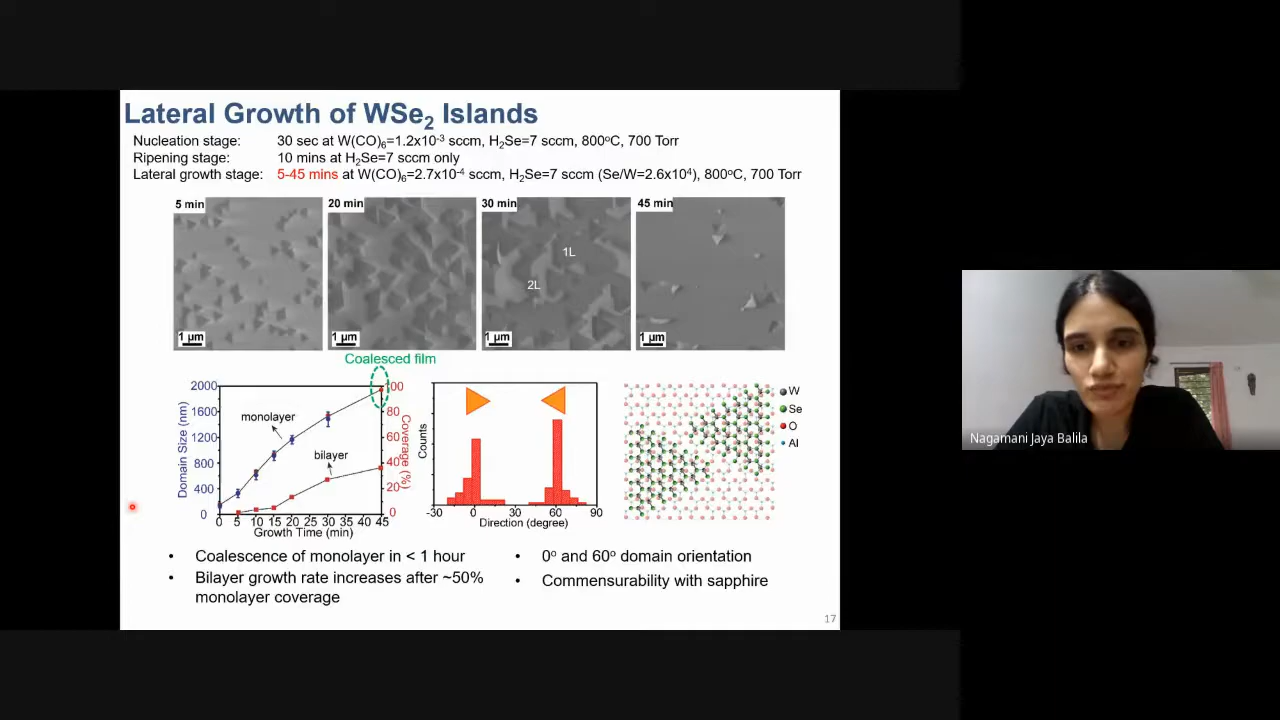 Lateral Growth of WSe2 Islands
Nucleation stage: 30 sec at W(CO)6=1.2x10-3 sccm, H2Se=7 sccm, 800oC, 700 Torr
Ripening stage: 10 mins at H2Se=7 sccm only
Lateral growth stage: 5-45 mins at W(CO)6=2.7x10-4 sccm, H2Se=7 sccm (Se/W=2.6x104), 800oC, 700 Torr
5 min
20 min
30 min
45 min
1L
2L
1 μm
1 μm
1 μm
1 μm
Coalesced film
2000
1600
1200
800
400
0
Domain Size (nm)
monolayer
bilayer
100
80
60
40
20
0
Coverage (%)
0 5 10 15 20 25 30 35 40 45
Growth Time (min)
Counts
-30 0 30 60 90
Direction (degree)
W
Se
O
Al
• Coalescence of monolayer in < 1 hour
• Bilayer growth rate increases after ~50%
monolayer coverage
• 0o and 60o domain orientation
• Commensurability with sapphire
17
Nagamani Jaya Balila